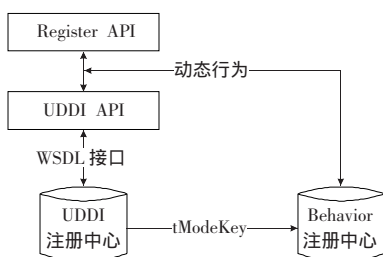 Register API
动态行为
UDDI API
WSDL 接口
UDDI
注册中心
tModeKey
Behavior
注册中心